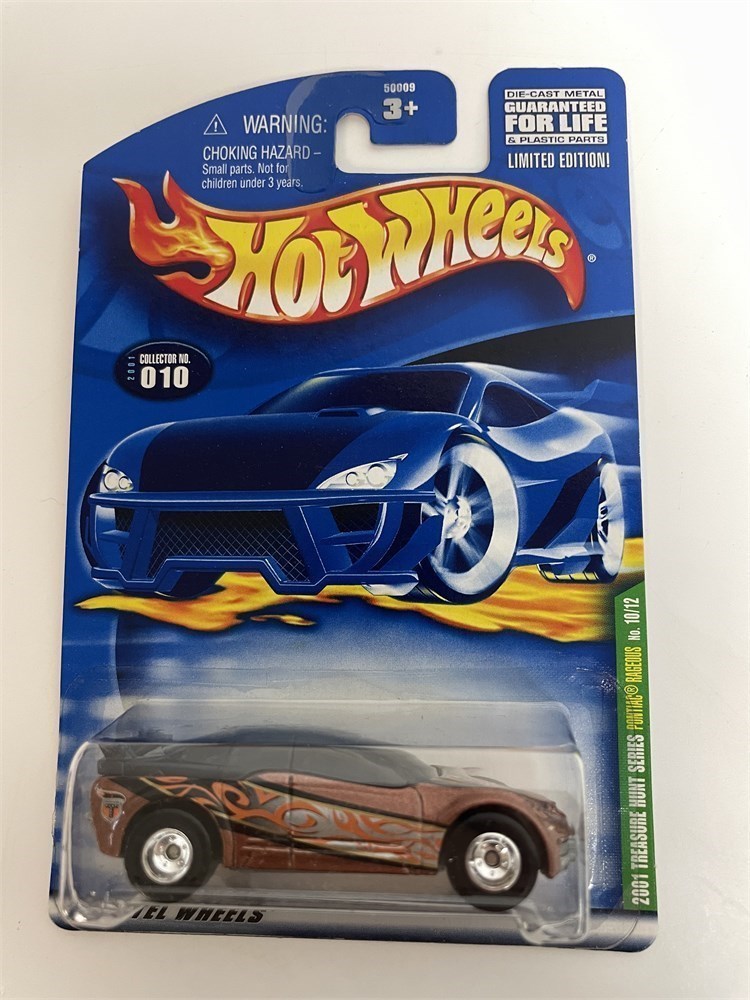 50009
3+
WARNING:
CHOKING HAZARD –
Small parts. Not for
children under 3 years.
DIE-CAST METAL
GUARANTEED
FOR LIFE
& PLASTIC PARTS
LIMITED EDITION!
HOT WHEELS ®
2001
COLLECTOR NO.
010
2001 TREASURE HUNT SERIES PONTIAC® RAGEOUS No. 10/12
TEL WHEELS